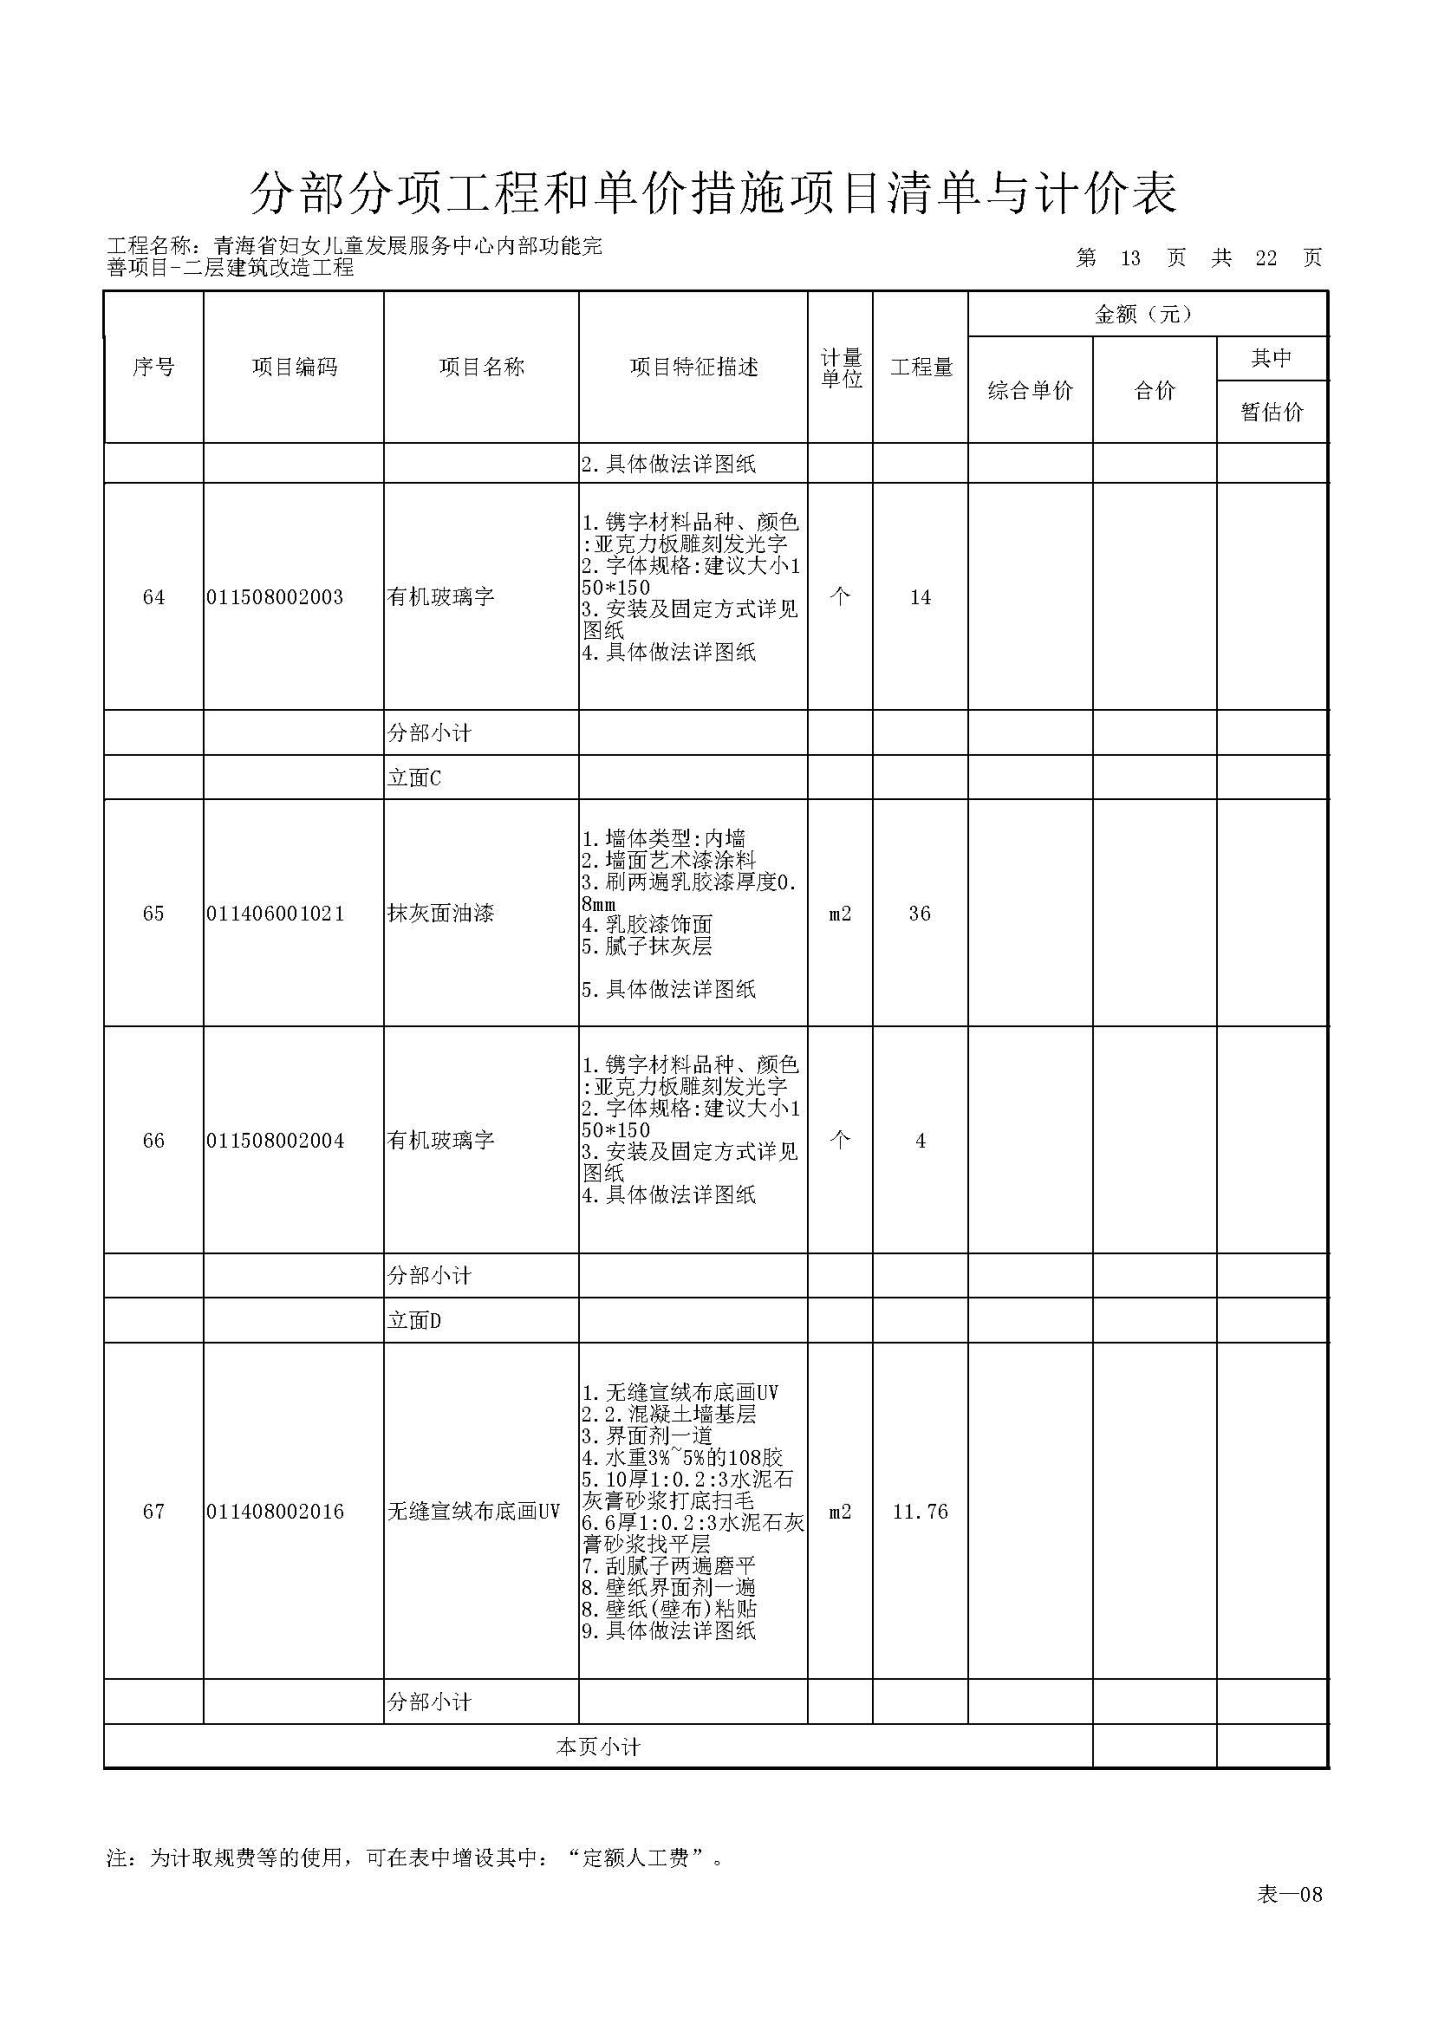 分部分项工程和单价措施项目清单与计价表
工程名称：青海省妇女儿童发展服务中心内部功能完
善项目-二层建筑改造工程
第 13 页 共 22 页
序号
项目编码
项目名称
项目特征描述
计量
单位
工程量
金额（元）
综合单价
合价
其中
暂估价
2.具体做法详图纸
64
011508002003
有机玻璃字
1.镌字材料品种、颜色
:亚克力板雕刻发光字
2.字体规格:建议大小1
50*150
3.安装及固定方式详见
图纸
4.具体做法详图纸
个
14
分部小计
立面C
65
011406001021
抹灰面油漆
1.墙体类型:内墙
2.墙面艺术漆涂料
3.刷两遍乳胶漆厚度0.
8mm
4.乳胶漆饰面
5.腻子抹灰层
5.具体做法详图纸
m2
36
66
011508002004
有机玻璃字
1.镌字材料品种、颜色
:亚克力板雕刻发光字
2.字体规格:建议大小1
50*150
3.安装及固定方式详见
图纸
4.具体做法详图纸
个
4
分部小计
立面D
67
011408002016
无缝宣绒布底画UV
1.无缝宣绒布底画UV
2.2.混凝土墙基层
3.界面剂一道
4.水重3%~5%的108胶
5.10厚1:0.2:3水泥石
灰膏砂浆打底扫毛
6.6厚1:0.2:3水泥石灰
膏砂浆找平层
7.刮腻子两遍磨平
8.壁纸界面剂一遍
8.壁纸(壁布)粘贴
9.具体做法详图纸
m2
11.76
分部小计
本页小计
注：为计取规费等的使用，可在表中增设其中：“定额人工费”。
表—08